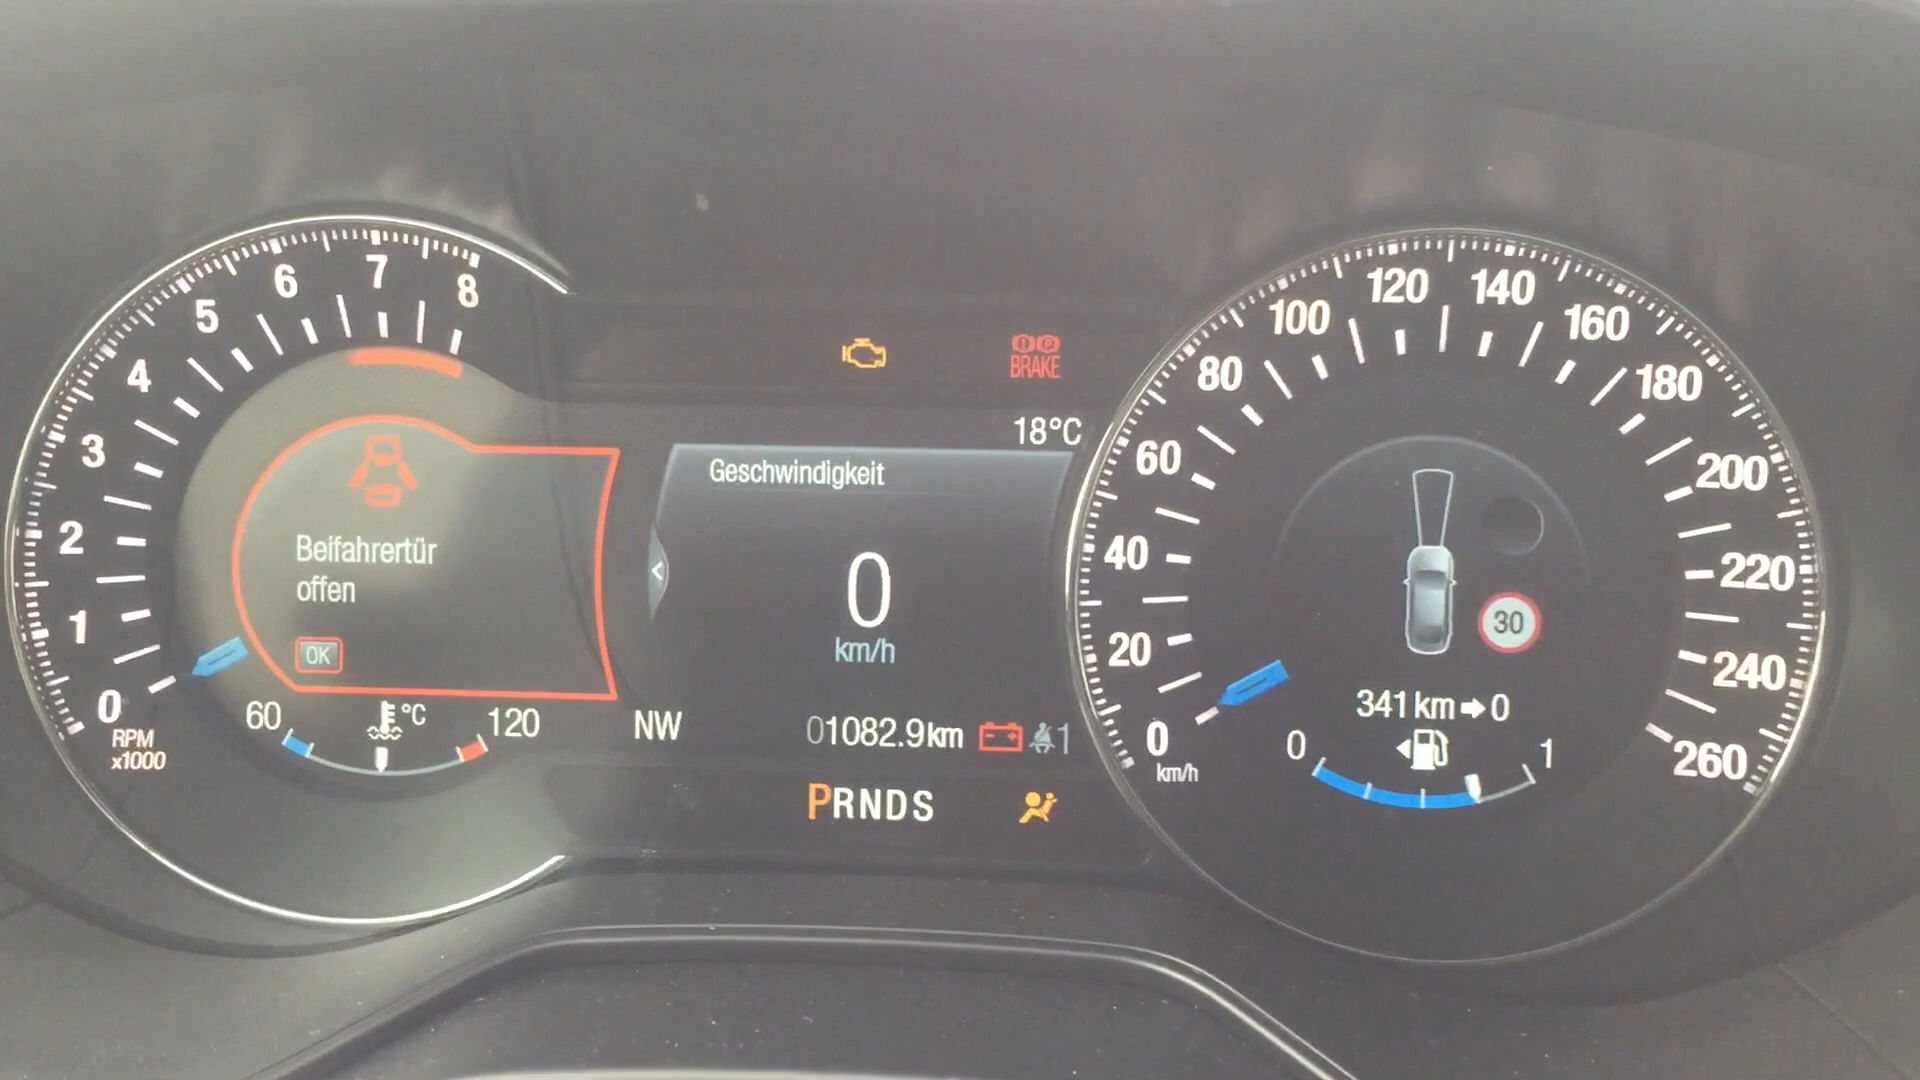 0
1
2
3
4
5
6
7
8
RPM
x1000
Beifahrertür
offen
OK
60
°C
120
BRAKE
18°C
Geschwindigkeit
0
km/h
NW
01082.9km
1
PRNDS
0
20
40
60
80
100
120
140
160
180
200
220
240
260
km/h
30
341 km➔0
0
1